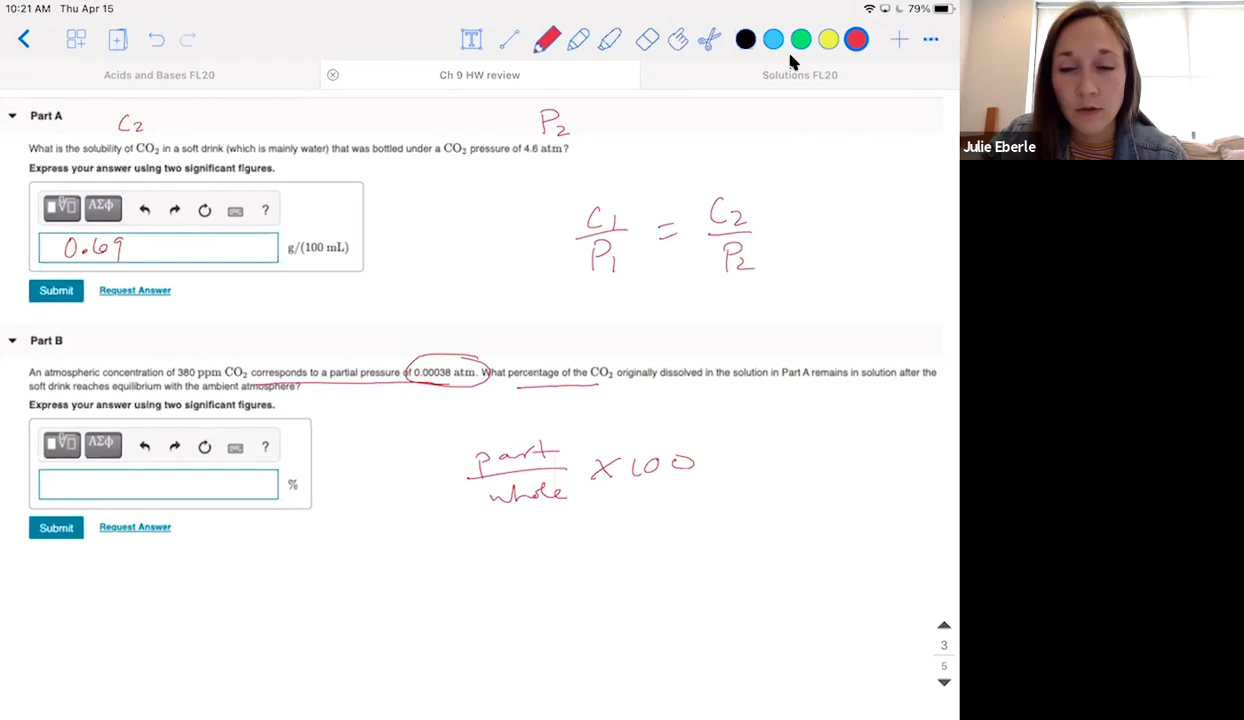 10:21 AM Thu Apr 15
79%
T
Acids and Bases FL20
Ch 9 HW review
Solutions FL20
Julie Eberle
Part A
C2
P2
What is the solubility of CO2 in a soft drink (which is mainly water) that was bottled under a CO2 pressure of 4.6 atm?
Express your answer using two significant figures.
ΑΣΦ
?
0.69
g/(100 mL)
C1/P1 = C2/P2
Submit
Request Answer
Part B
An atmospheric concentration of 380 ppm CO2 corresponds to a partial pressure of 0.00038 atm. What percentage of the CO2 originally dissolved in the solution in Part A remains in solution after the
soft drink reaches equilibrium with the ambient atmosphere?
Express your answer using two significant figures.
ΑΣΦ
?
%
part/whole x 100
Submit
Request Answer
3
5